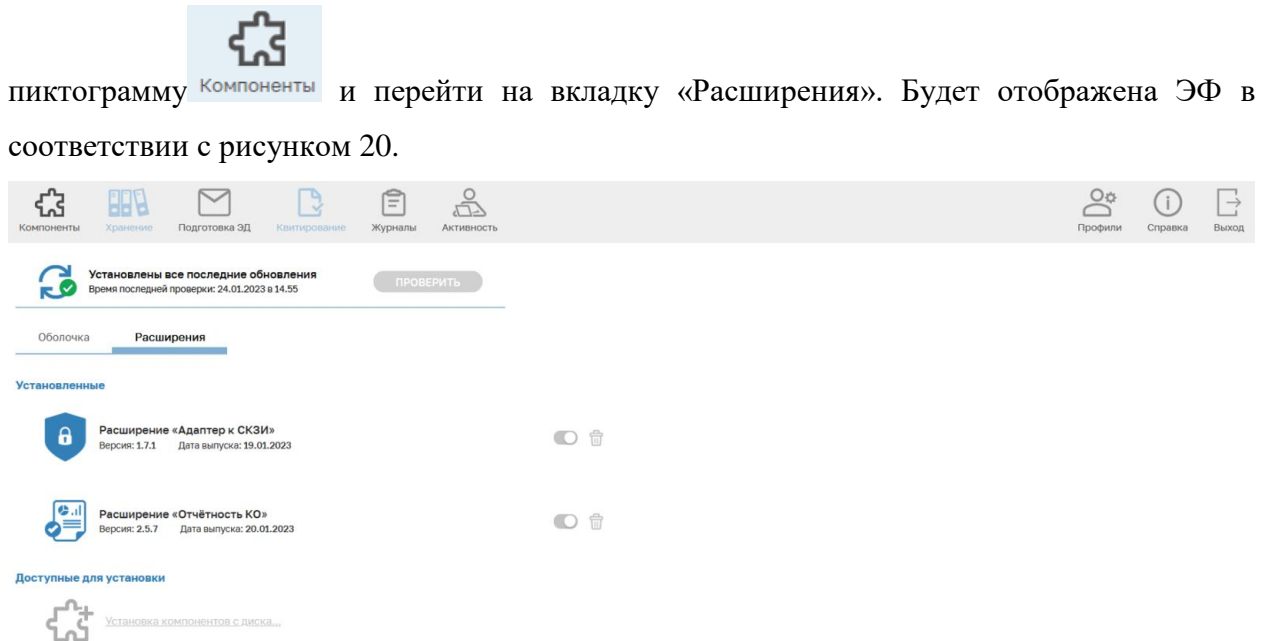 пиктограмму Компоненты и перейти на вкладку «Расширения». Будет отображена ЭФ в
соответствии с рисунком 20.
Компоненты Хранение Подготовка ЭД Квитирование Журналы Активность Профили Справка Выход
Установлены все последние обновления
Время последней проверки: 24.01.2023 в 14.55
ПРОВЕРИТЬ
Оболочка Расширения
Установленные
Расширение «Адаптер к СКЗИ»
Версия: 1.7.1 Дата выпуска: 19.01.2023
Расширение «Отчётность КО»
Версия: 2.5.7 Дата выпуска: 20.01.2023
Доступные для установки
Установка компонентов с диска...